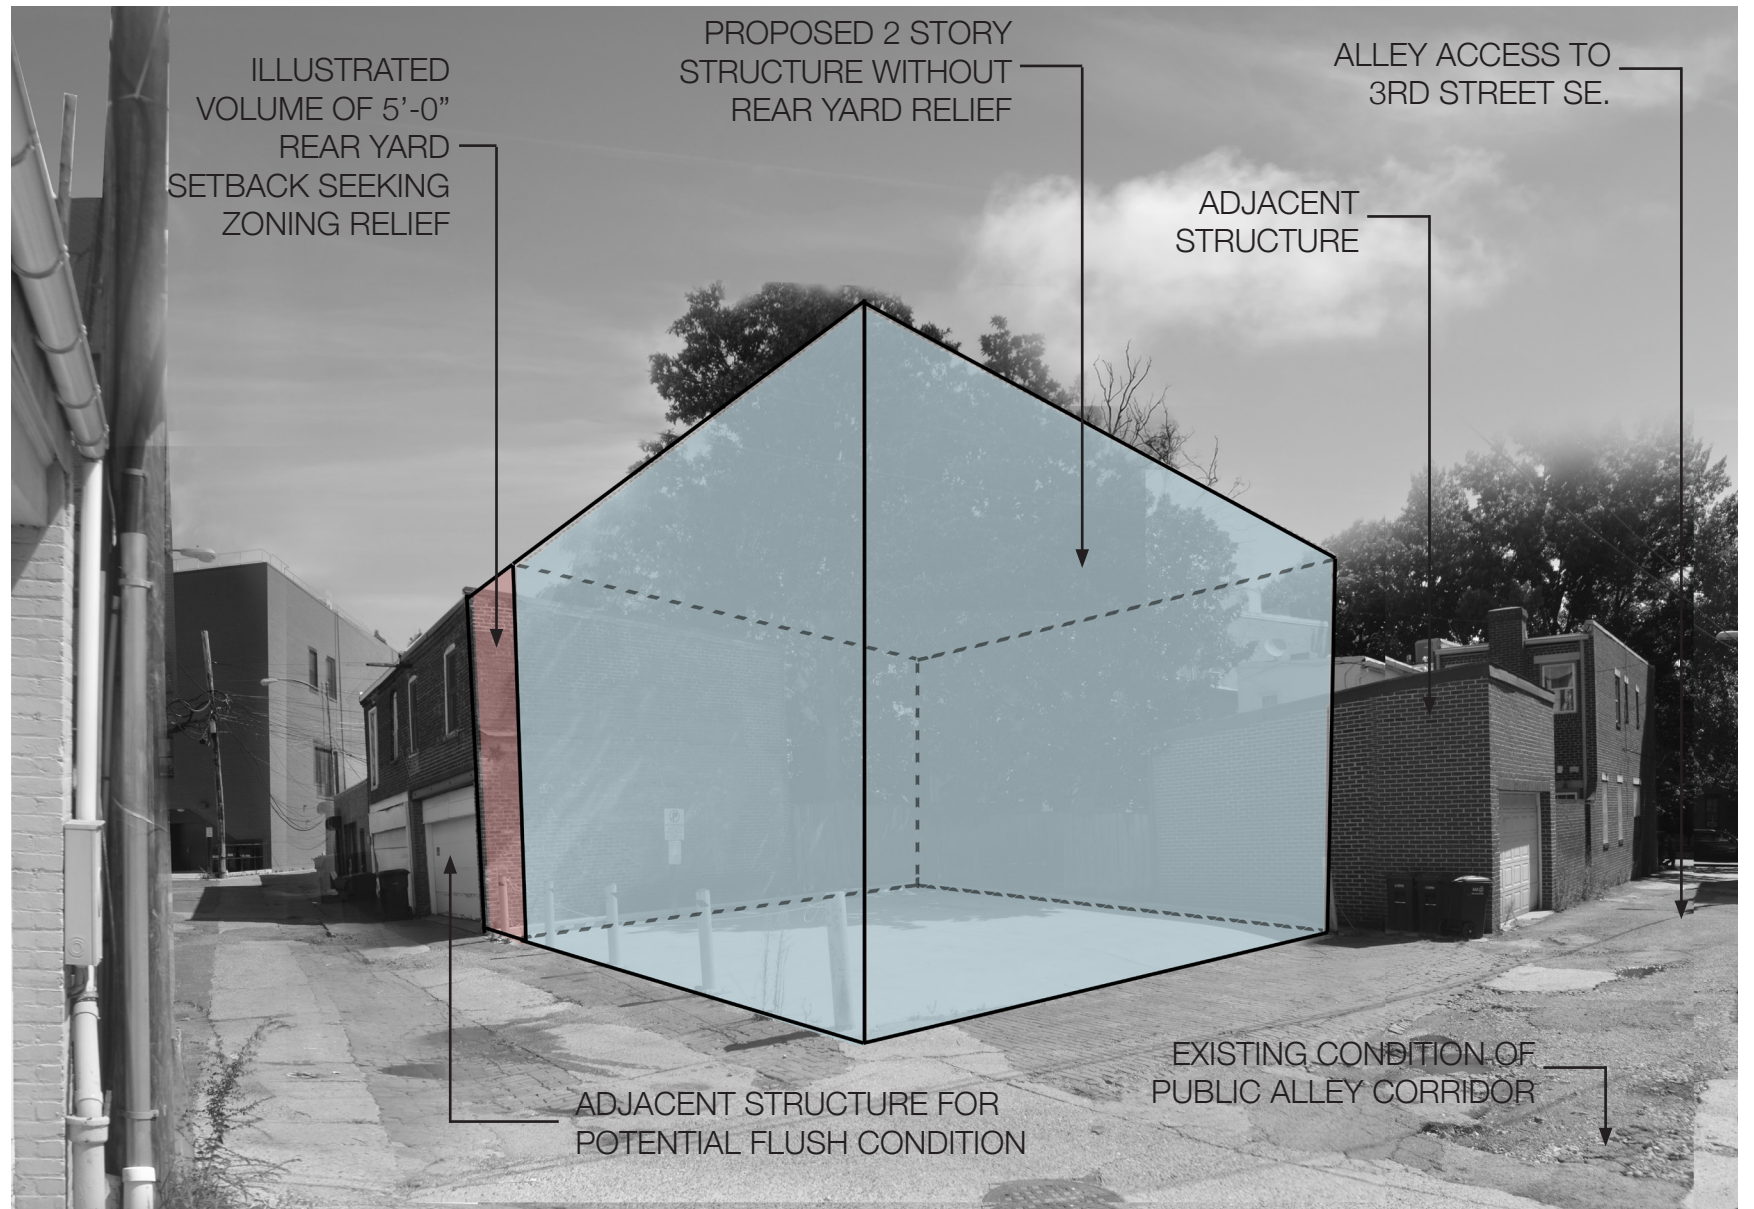 ILLUSTRATED
VOLUME OF 5’-0”
REAR YARD
SETBACK SEEKING
ZONING RELIEF
PROPOSED 2 STORY
STRUCTURE WITHOUT
REAR YARD RELIEF
ALLEY ACCESS TO
3RD STREET SE.
ADJACENT
STRUCTURE
ADJACENT STRUCTURE FOR
POTENTIAL FLUSH CONDITION
EXISTING CONDITION OF
PUBLIC ALLEY CORRIDOR